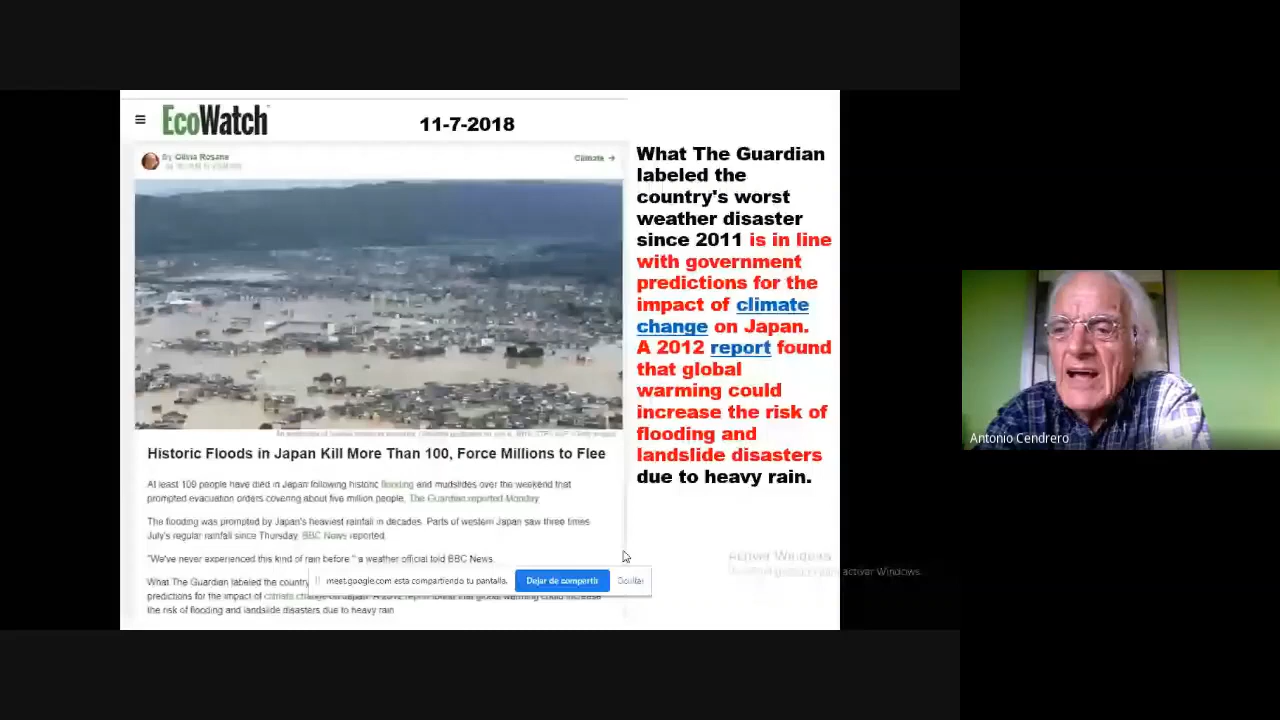 EcoWatch
11-7-2018
By Olivia Rosane
Climate →
Historic Floods in Japan Kill More Than 100, Force Millions to Flee
At least 109 people have died in Japan following historic flooding and mudslides over the weekend that
prompted evacuation orders covering about five million people, The Guardian reported Monday
The flooding was prompted by Japan's heaviest rainfall in decades. Parts of western Japan saw three times
July's regular rainfall since Thursday, BBC News reported.
"We've never experienced this kind of rain before," a weather official told BBC News.
What The Guardian labeled the country
predictions for the impact of climate change on Japan. A 2012 report found that global warming could increase
the risk of flooding and landslide disasters due to heavy rain
meet.google.com está compartiendo tu pantalla.
Dejar de compartir
Ocultar
What The Guardian
labeled the
country's worst
weather disaster
since 2011 is in line
with government
predictions for the
impact of climate
change on Japan.
A 2012 report found
that global
warming could
increase the risk of
flooding and
landslide disasters
due to heavy rain.
Activar Windows
activar Windows.
Antonio Cendrero